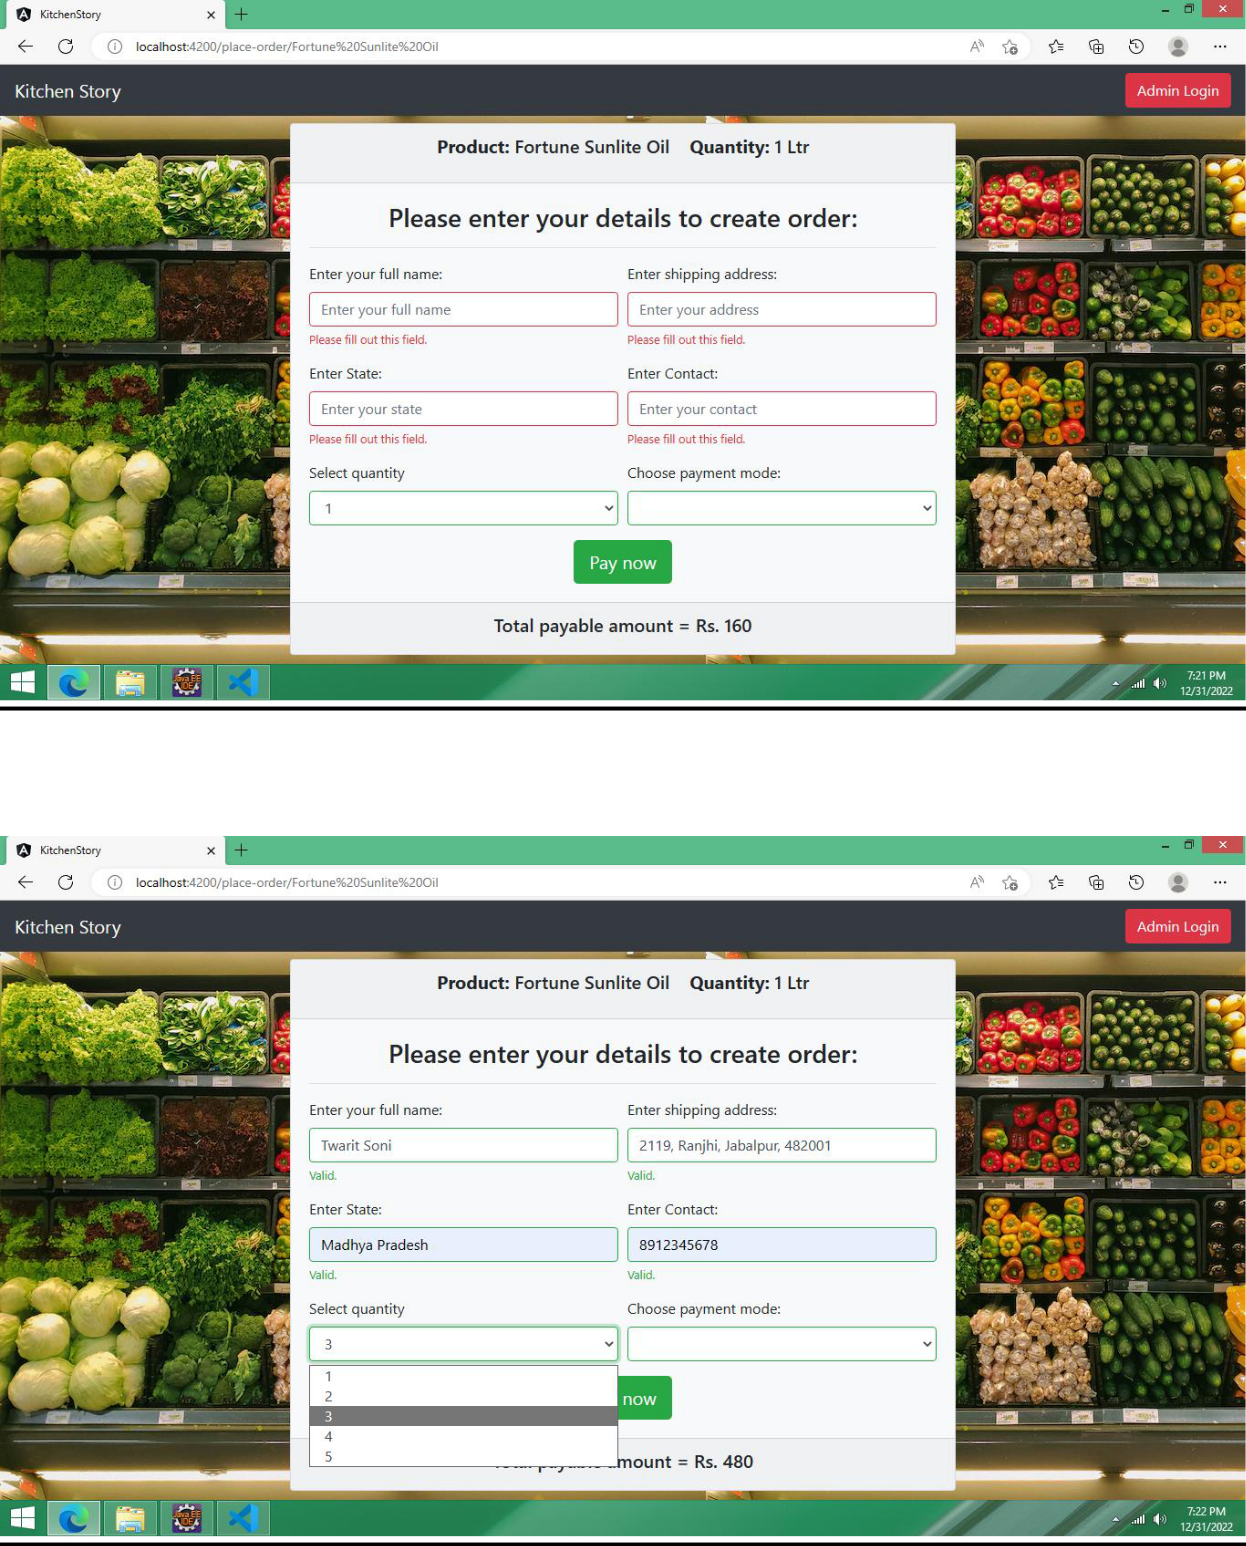 KitchenStory
localhost:4200/place-order/Fortune%20Sunlite%20Oil
Kitchen Story
Admin Login
Product: Fortune Sunlite Oil Quantity: 1 Ltr
Please enter your details to create order:
Enter your full name: Enter shipping address:
Enter your full name Enter your address
Please fill out this field. Please fill out this field.
Enter State: Enter Contact:
Enter your state Enter your contact
Please fill out this field. Please fill out this field.
Select quantity Choose payment mode:
1
Pay now
Total payable amount = Rs. 160
7:21 PM
12/31/2022
KitchenStory
localhost:4200/place-order/Fortune%20Sunlite%20Oil
Kitchen Story
Admin Login
Product: Fortune Sunlite Oil Quantity: 1 Ltr
Please enter your details to create order:
Enter your full name: Enter shipping address:
Twarit Soni 2119, Ranjhi, Jabalpur, 482001
Valid. Valid.
Enter State: Enter Contact:
Madhya Pradesh 8912345678
Valid. Valid.
Select quantity Choose payment mode:
3
1
2
3
4
5
now
mount = Rs. 480
7:22 PM
12/31/2022